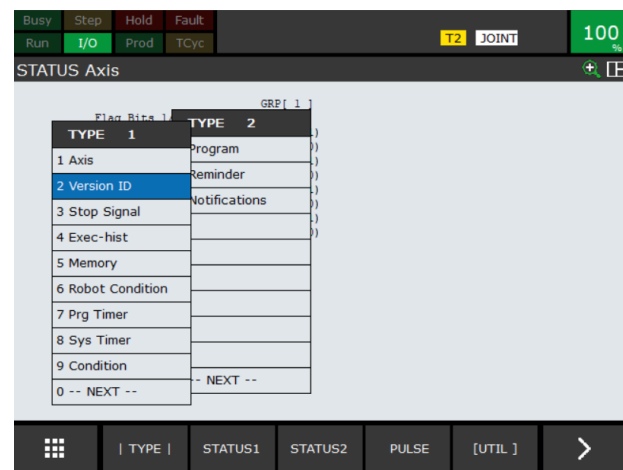 Busy Step Hold Fault
Run I/O Prod TCyc
T2 JOINT
100 %
STATUS Axis
GRP[ 1 ]
Flag Bits 1/
TYPE 1
1 Axis
2 Version ID
3 Stop Signal
4 Exec-hist
5 Memory
6 Robot Condition
7 Prg Timer
8 Sys Timer
9 Condition
0 -- NEXT --
TYPE 2
Program
Reminder
Notifications
-- NEXT --
| TYPE | STATUS1 STATUS2 PULSE [UTIL ] >